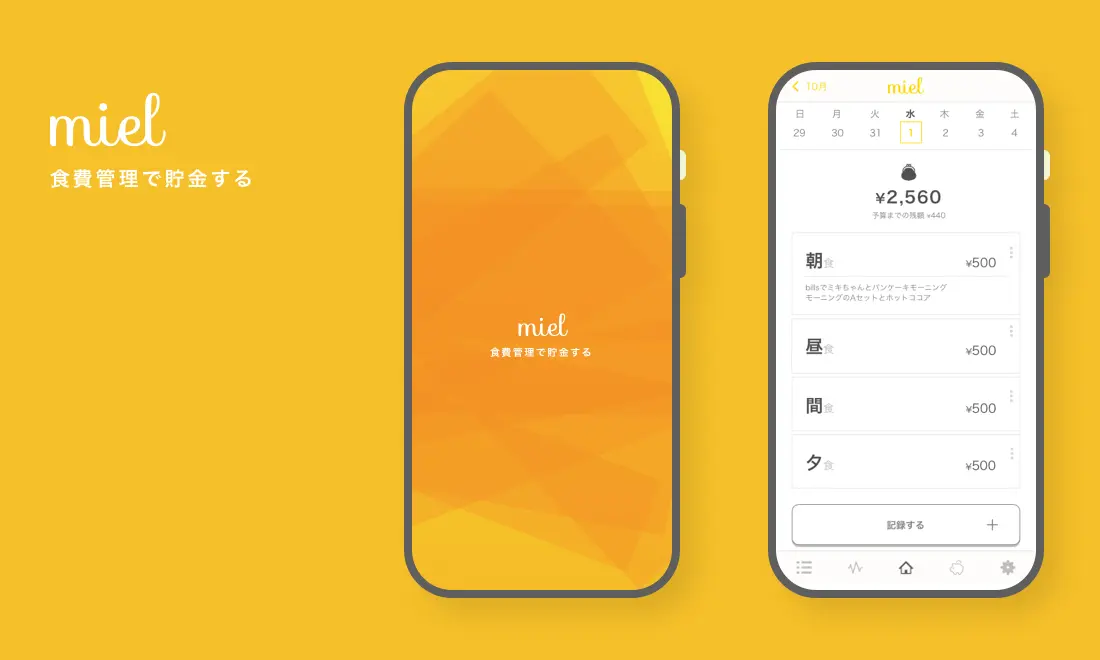 miel
食費管理で貯金する
miel
食費管理で貯金する
10月
miel
日 月 火 水 木 金 土
29 30 31 1 2 3 4
¥2,560
予算までの残額 ¥440
朝食 ¥500
billsでミキちゃんとパンケーキモーニング
モーニングのAセットとホットココア
昼食 ¥500
間食 ¥500
夕食 ¥500
記録する +